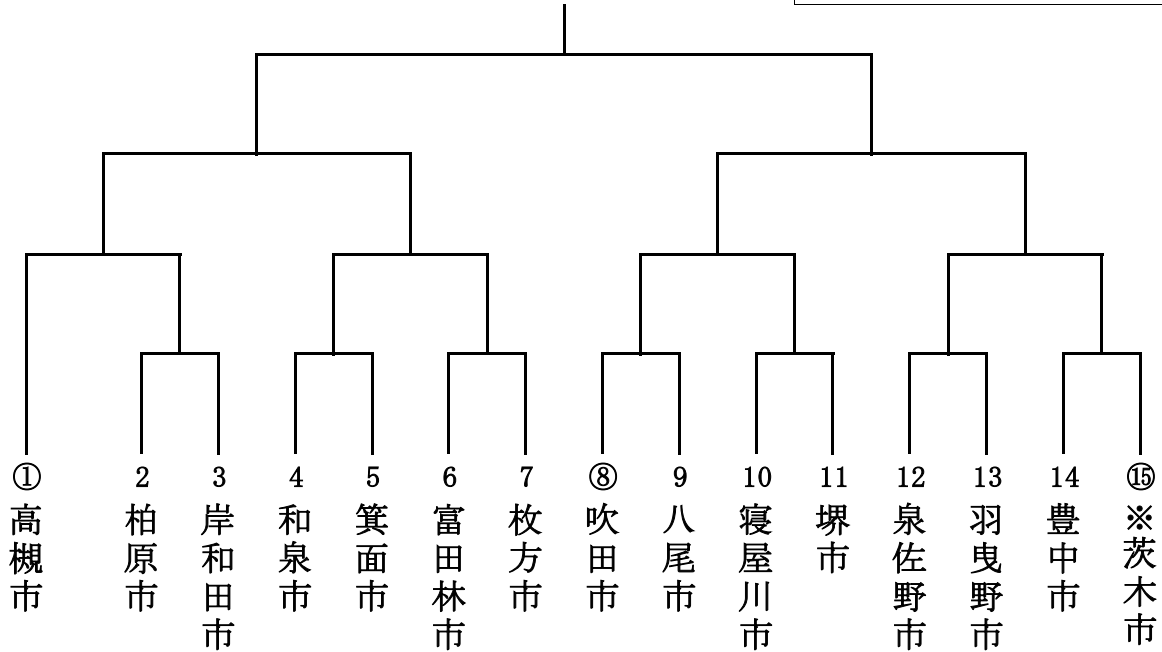 ① 高槻市
2 柏原市
3 岸和田市
4 和泉市
5 箕面市
6 富田林市
7 枚方市
⑧ 吹田市
9 八尾市
10 寝屋川市
11 堺市
12 泉佐野市
13 羽曳野市
14 豊中市
⑮ ※茨木市